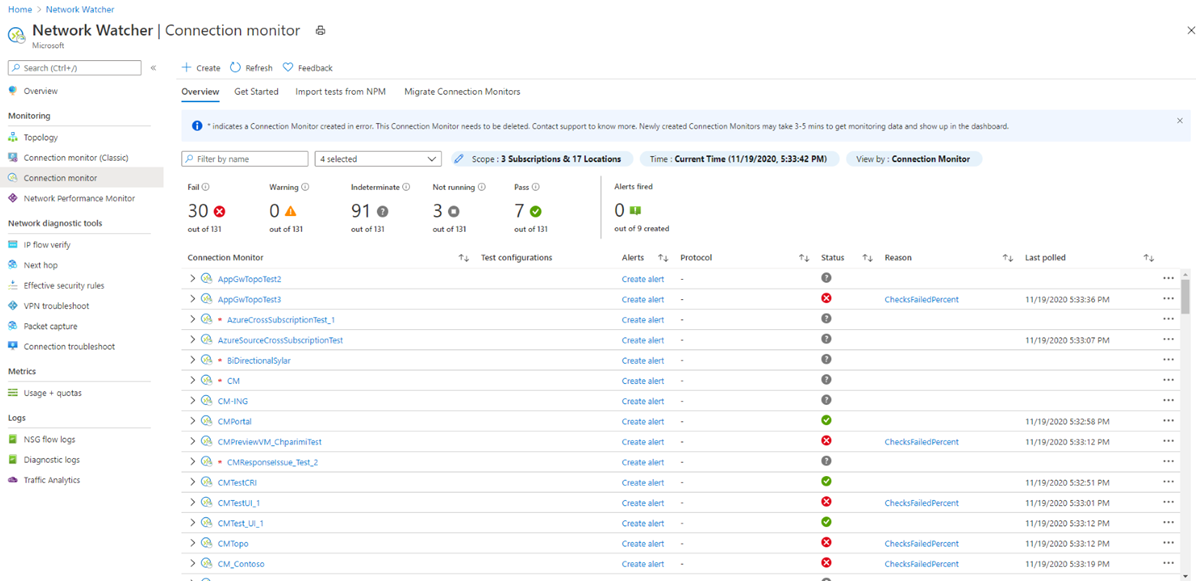 Home > Network Watcher
Network Watcher | Connection monitor
Microsoft
Search (Ctrl+/)
«
Overview
Monitoring
Topology
Connection monitor (Classic)
Connection monitor
Network Performance Monitor
Network diagnostic tools
IP flow verify
Next hop
Effective security rules
VPN troubleshoot
Packet capture
Connection troubleshoot
Metrics
Usage + quotas
Logs
NSG flow logs
Diagnostic logs
Traffic Analytics
Create Refresh Feedback
Overview Get Started Import tests from NPM Migrate Connection Monitors
* indicates a Connection Monitor created in error. This Connection Monitor needs to be deleted. Contact support to know more. Newly created Connection Monitors may take 3-5 mins to get monitoring data and show up in the dashboard.
Filter by name 4 selected Scope : 3 Subscriptions & 17 Locations Time : Current Time (11/19/2020, 5:33:42 PM) View by : Connection Monitor
Fail Warning Indeterminate Not running Pass Alerts fired
30 0 91 3 7 0
out of 131 out of 131 out of 131 out of 131 out of 131 out of 9 created
Connection Monitor Test configurations Alerts Protocol Status Reason Last polled
AppGwTopoTest2 Create alert -
AppGwTopoTest3 Create alert - ChecksFailedPercent 11/19/2020 5:33:36 PM
* AzureCrossSubscriptionTest_1 Create alert -
AzureSourceCrossSubscriptionTest Create alert - 11/19/2020 5:33:07 PM
* BiDirectionalSylar Create alert -
* CM Create alert -
CM-ING Create alert -
CMPortal Create alert - 11/19/2020 5:32:58 PM
CMPreviewVM_ChparimiTest Create alert - ChecksFailedPercent 11/19/2020 5:33:12 PM
* CMResponseIssue_Test_2 Create alert -
CMTestCRI Create alert - 11/19/2020 5:32:51 PM
CMTestUI_1 Create alert - ChecksFailedPercent 11/19/2020 5:33:01 PM
CMTest_UI_1 Create alert - 11/19/2020 5:33:12 PM
CMTopo Create alert - ChecksFailedPercent 11/19/2020 5:33:12 PM
CM_Contoso Create alert - ChecksFailedPercent 11/19/2020 5:33:19 PM